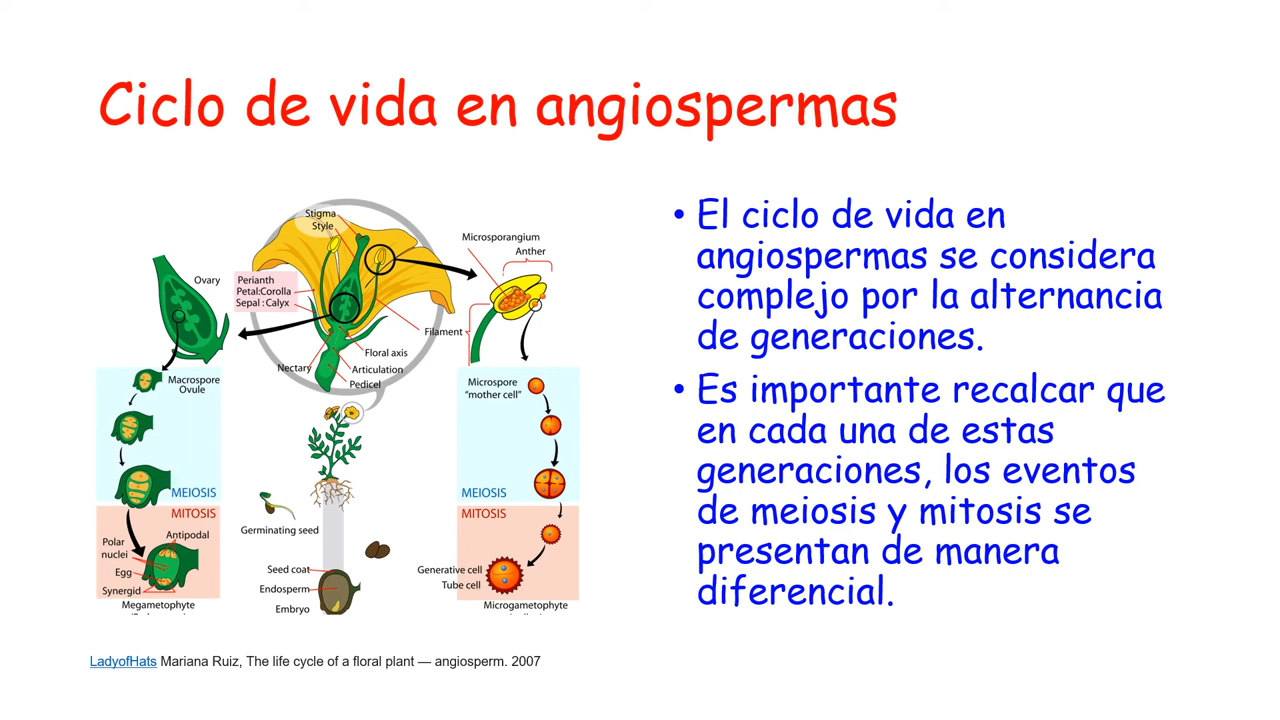 Ciclo de vida en angiospermas
Stigma
Style
Perianth
Petal:Corolla
Sepal :Calyx
Ovary
Microsporangium
Anther
Filament
Nectary
Floral axis
Articulation
Pedicel
Macrospore
Ovule
MEIOSIS
MITOSIS
Antipodal
Polar
nuclei
Egg
Synergid
Megametophyte
Germinating seed
Seed coat
Endosperm
Embryo
Microspore
"mother cell"
MEIOSIS
MITOSIS
Generative cell
Tube cell
Microgametophyte
• El ciclo de vida en
angiospermas se considera
complejo por la alternancia
de generaciones.
• Es importante recalcar que
en cada una de estas
generaciones, los eventos
de meiosis y mitosis se
presentan de manera
diferencial.
LadyofHats Mariana Ruiz, The life cycle of a floral plant — angiosperm. 2007